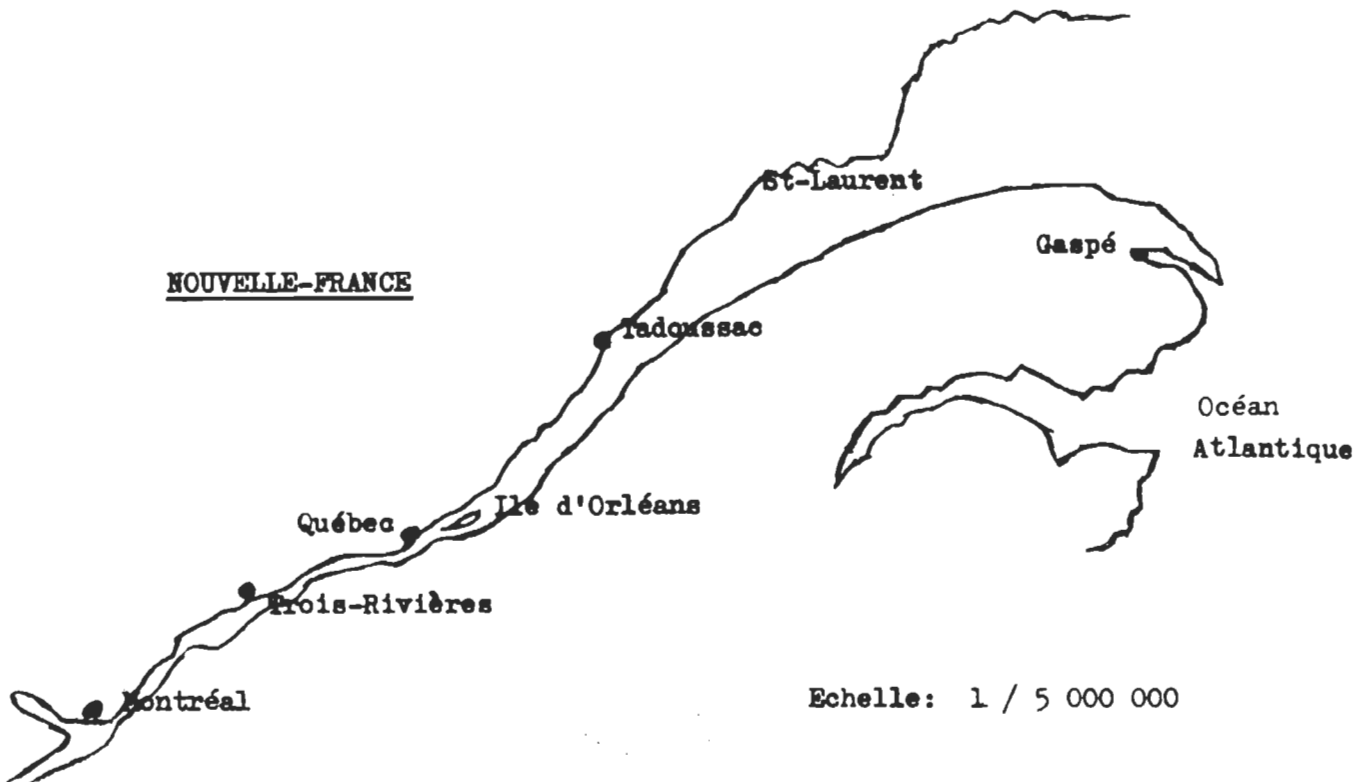 St-Laurent
Gaspé
NOUVELLE-FRANCE
Tadoussac
Océan
Atlantique
Ile d'Orléans
Québec
Trois-Rivières
Montréal
Echelle: 1 / 5 000 000